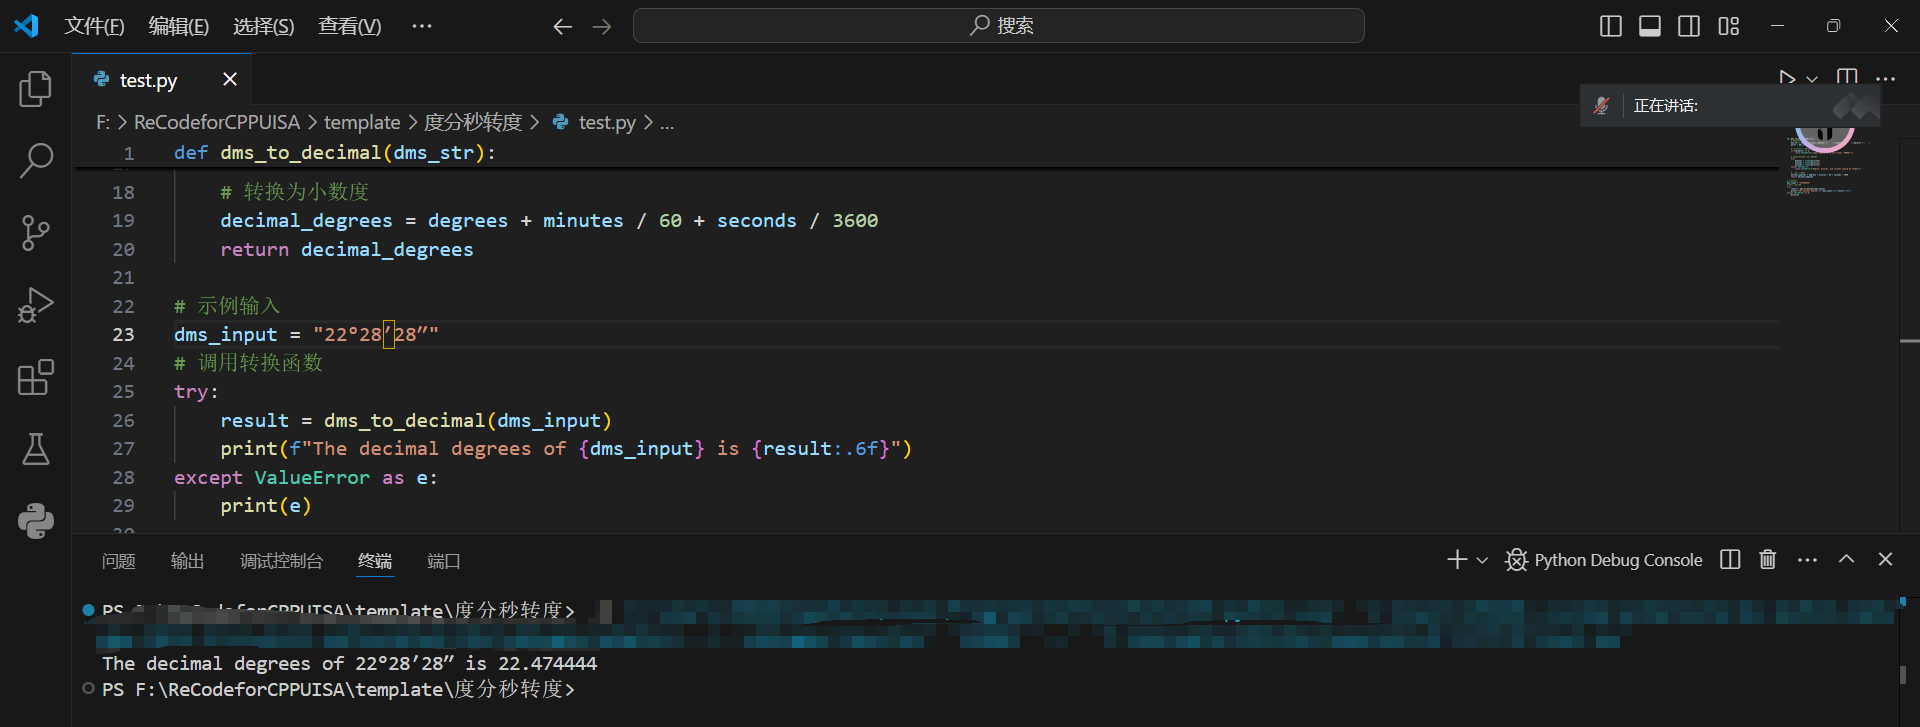 文件(F) 编辑(E) 选择(S) 查看(V) ··· 搜索
test.py
正在讲话:
F: > ReCodeforCPPUISA > template > 度分秒转度 > test.py > ...
1 def dms_to_decimal(dms_str):
18 # 转换为小数度
19 decimal_degrees = degrees + minutes / 60 + seconds / 3600
20 return decimal_degrees
21
22 # 示例输入
23 dms_input = "22°28′28″"
24 # 调用转换函数
25 try:
26 result = dms_to_decimal(dms_input)
27 print(f"The decimal degrees of {dms_input} is {result:.6f}")
28 except ValueError as e:
29 print(e)
30
问题 输出 调试控制台 终端 端口 Python Debug Console
PS CodeforCPPUISA\template\度分秒转度>
The decimal degrees of 22°28′28″ is 22.474444
PS F:\ReCodeforCPPUISA\template\度分秒转度>